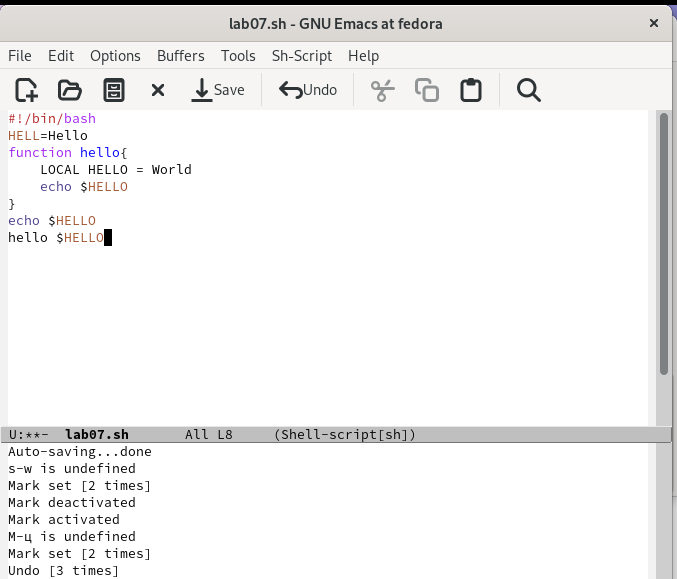 lab07.sh - GNU Emacs at fedora
File Edit Options Buffers Tools Sh-Script Help
Save Undo
#!/bin/bash
HELL=Hello
function hello{
    LOCAL HELLO = World
    echo $HELLO
}
echo $HELLO
hello $HELLO
U:**- lab07.sh All L8 (Shell-script[sh])
Auto-saving...done
s-w is undefined
Mark set [2 times]
Mark deactivated
Mark activated
M-ц is undefined
Mark set [2 times]
Undo [3 times]